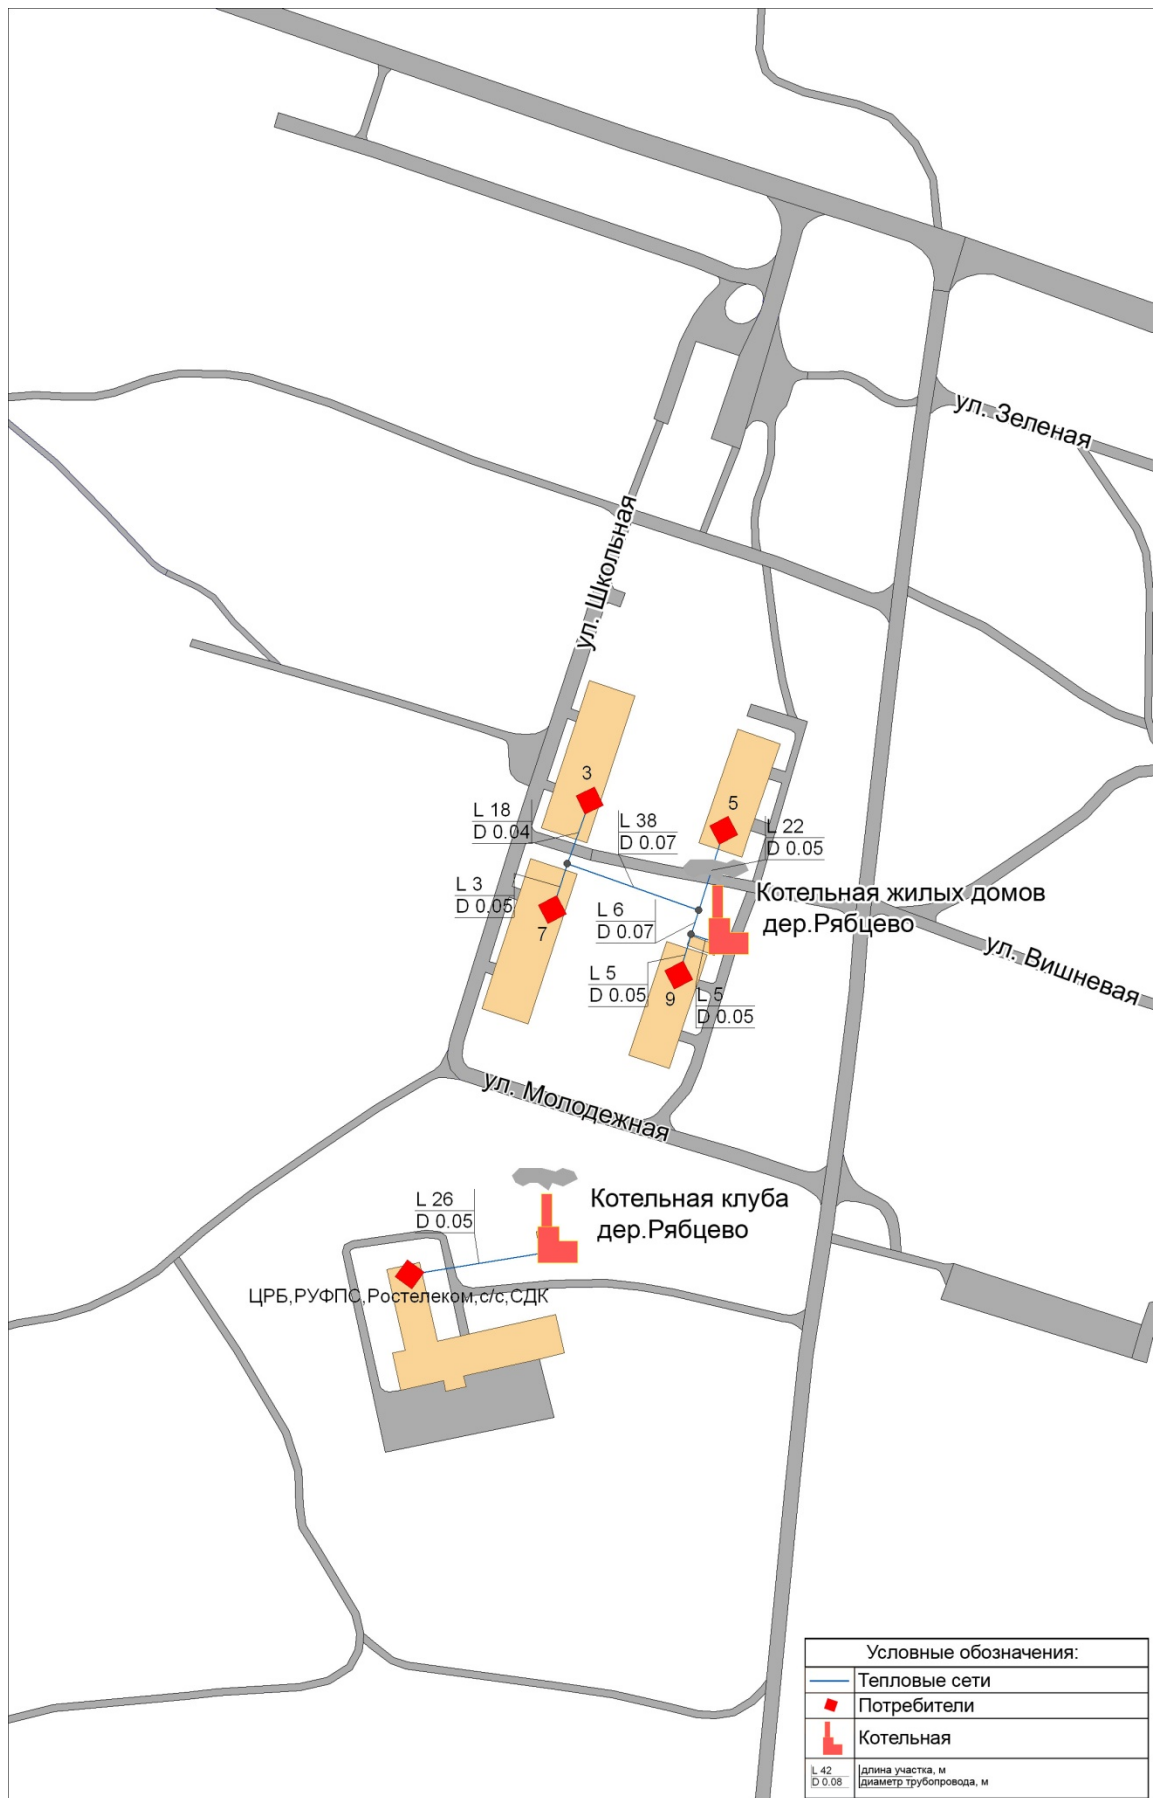 ул. Зеленая
ул. Школьная
3
5
L 18
D 0.04
L 38
D 0.07
L 22
D 0.05
L 3
D 0.05
7
L 6
D 0.07
Котельная жилых домов
дер.Рябцево
ул. Вишневая
L 5
D 0.05
9
L 5
D 0.05
ул. Молодежная
Котельная клуба
дер.Рябцево
L 26
D 0.05
ЦРБ,РУФПС,Ростелеком,с/с,СДК
Условные обозначения:
Тепловые сети
Потребители
Котельная
L 42
D 0.08
длина участка, м
диаметр трубопровода, м